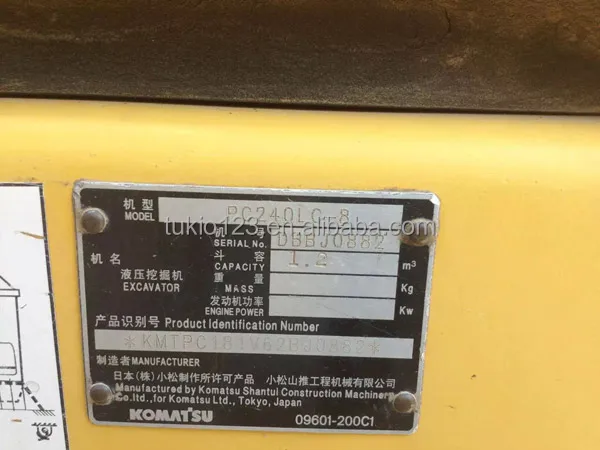 机型 MODEL PC240LC-8
tukio123.en.alibaba.com
机号 SERIAL No. DBBJ0882
机名
液压挖掘机 EXCAVATOR
斗容 CAPACITY 1.2 m³
重量 MASS Kg
发动机功率 ENGINE POWER Kw
产品识别号 Product Identification Number
制造者 MANUFACTURER
日本(株)小松制作所许可产品 小松山推工程机械有限公司
Manufactured by Komatsu Shantui Construction Machinery
Co.ltd.,for Komatsu Ltd., Tokyo, Japan
KOMATSU 09601-200C1